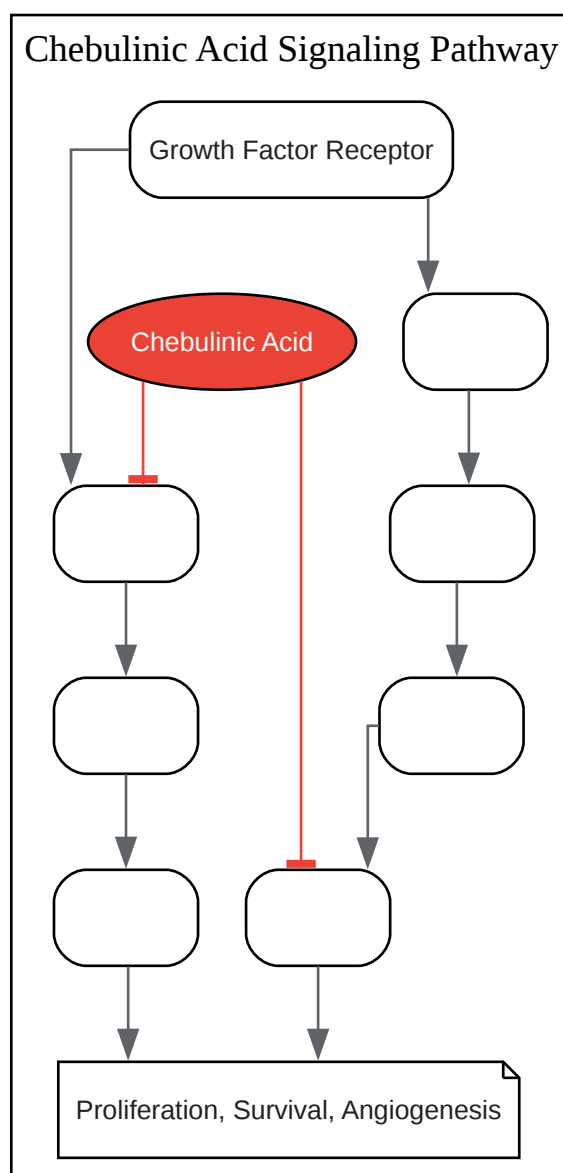 Chebulinic Acid Signaling Pathway
Growth Factor Receptor
Chebulinic Acid
Proliferation, Survival, Angiogenesis